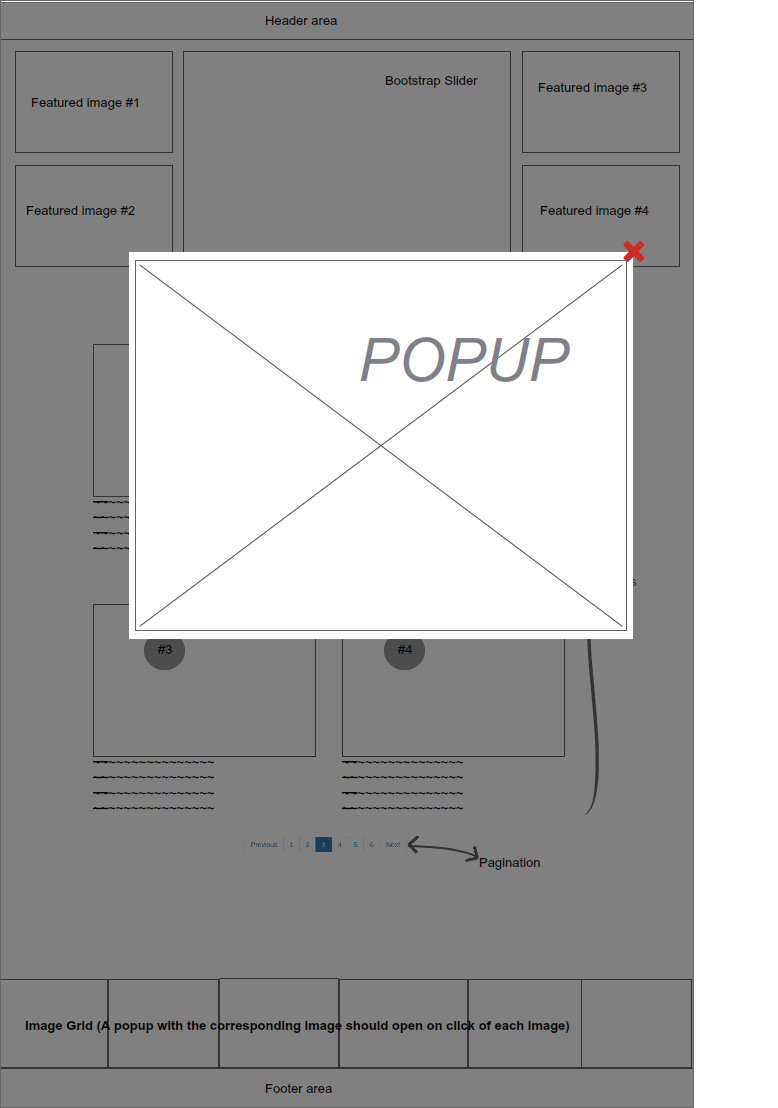 Header area
Featured image #1
Bootstrap Slider
Featured image #3
Featured image #2
Featured image #4
POPUP
s
#3
#4
Previous 1 2 3 4 5 6 Next
Pagination
Image Grid (A popup with the corresponding image should open on click of each image)
Footer area